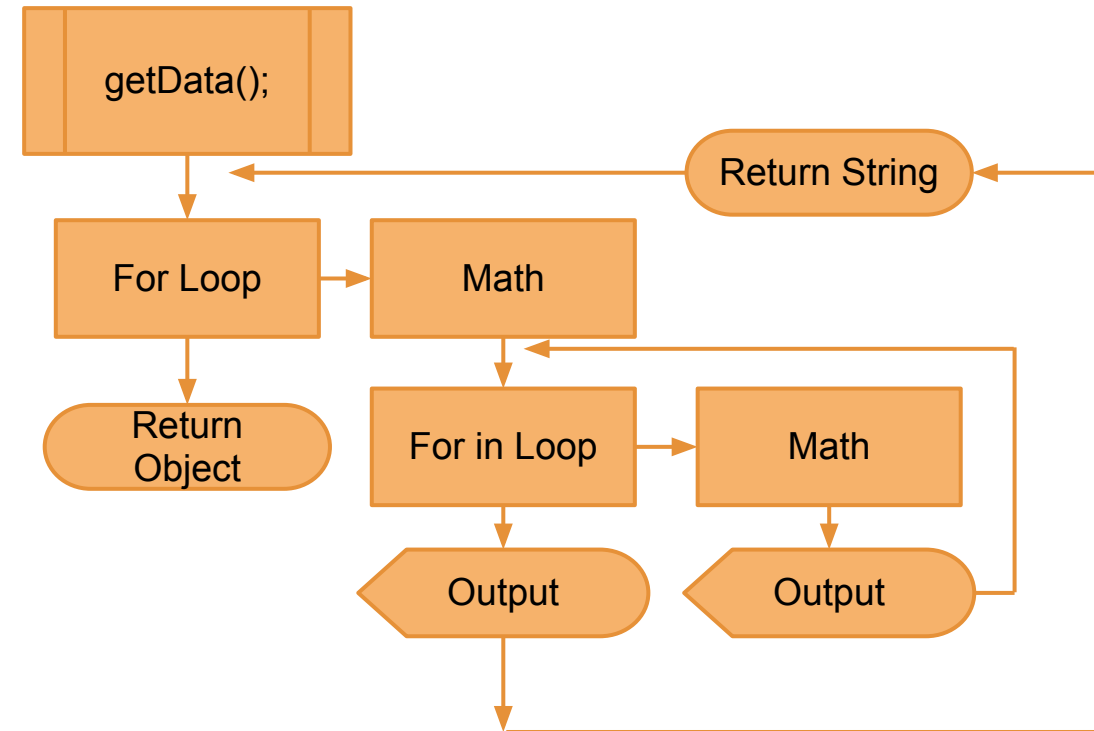 getData();
Return String
For Loop
Math
Return
Object
For in Loop
Math
Output
Output